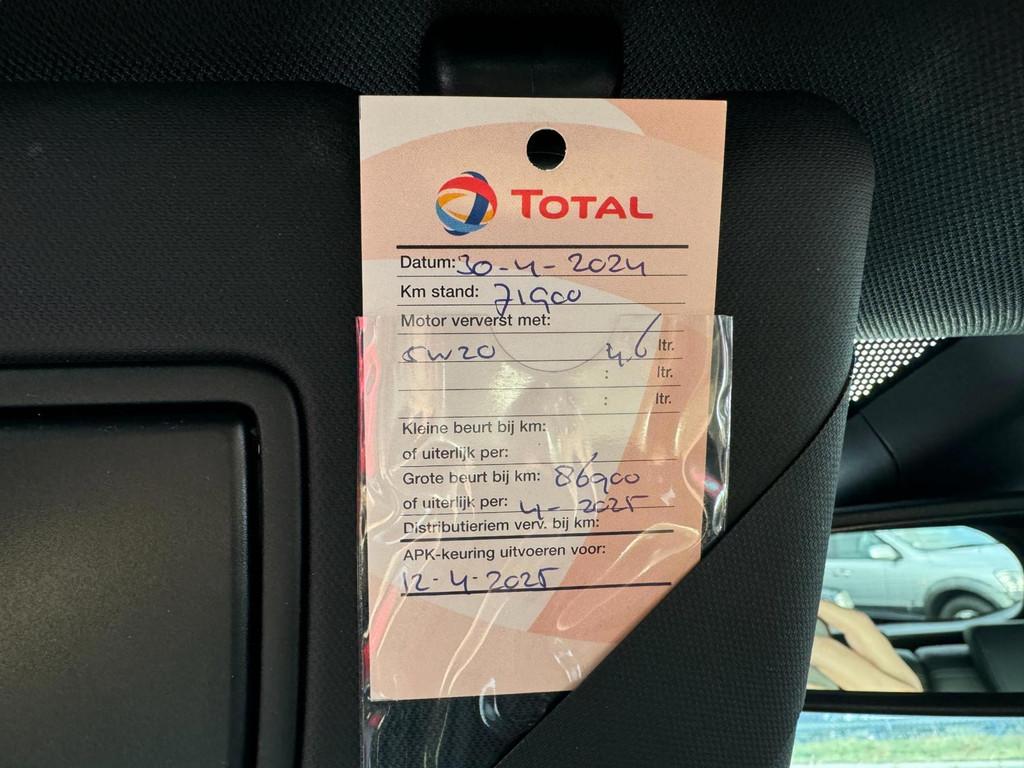 TOTAL
Datum: 30-4-2024
Km stand: 71900
Motor ververst met:
5W20 4,6 ltr.
: ltr.
: ltr.
Kleine beurt bij km:
of uiterlijk per:
Grote beurt bij km: 86900
of uiterlijk per: 4-2025
Distributieriem verv. bij km:
APK-keuring uitvoeren voor:
12-4-2025